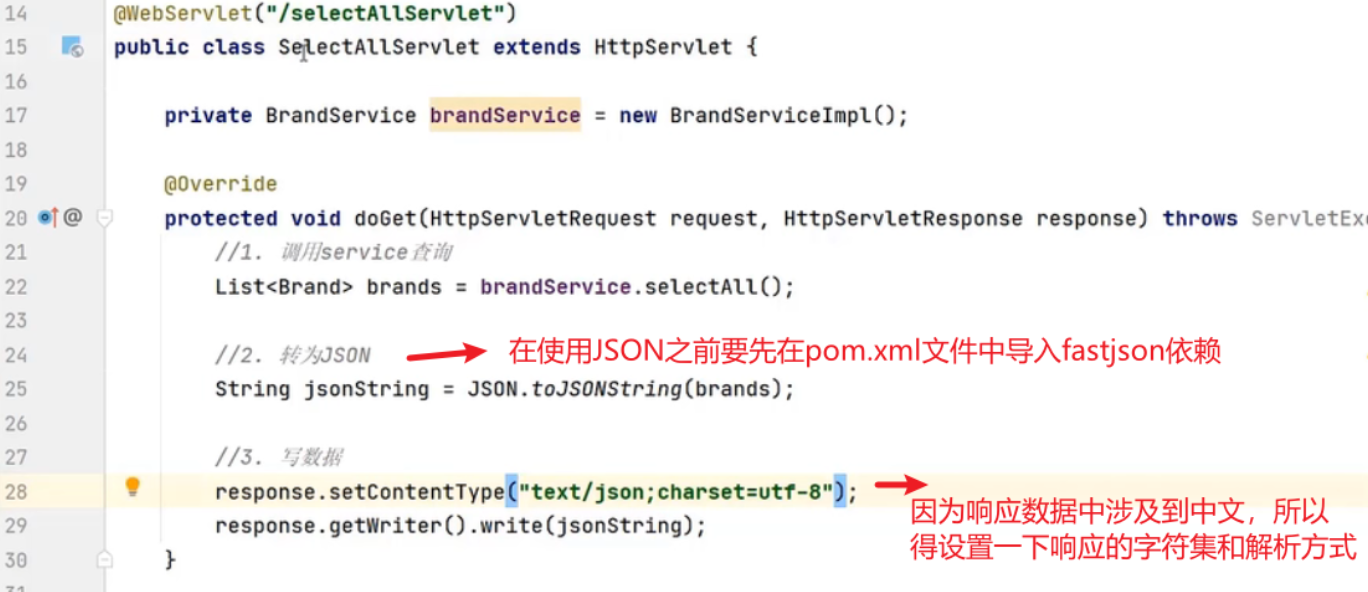 14 @WebServlet("/selectAllServlet")
15 public class SelectAllServlet extends HttpServlet {
16
17 private BrandService brandService = new BrandServiceImpl();
18
19 @Override
20 @ protected void doGet(HttpServletRequest request, HttpServletResponse response) throws
21 //1. 调用service查询
22 List<Brand> brands = brandService.selectAll();
23
24 //2. 转为JSON 在使用JSON之前要先在pom.xml文件中导入fastjson依赖
25 String jsonString = JSON.toJSONString(brands);
26
27 //3. 写数据
28 response.setContentType("text/json;charset=utf-8");
因为响应数据中涉及到中文，所以
29 response.getWriter().write(jsonString);
得设置一下响应的字符集和解析方式
30 }